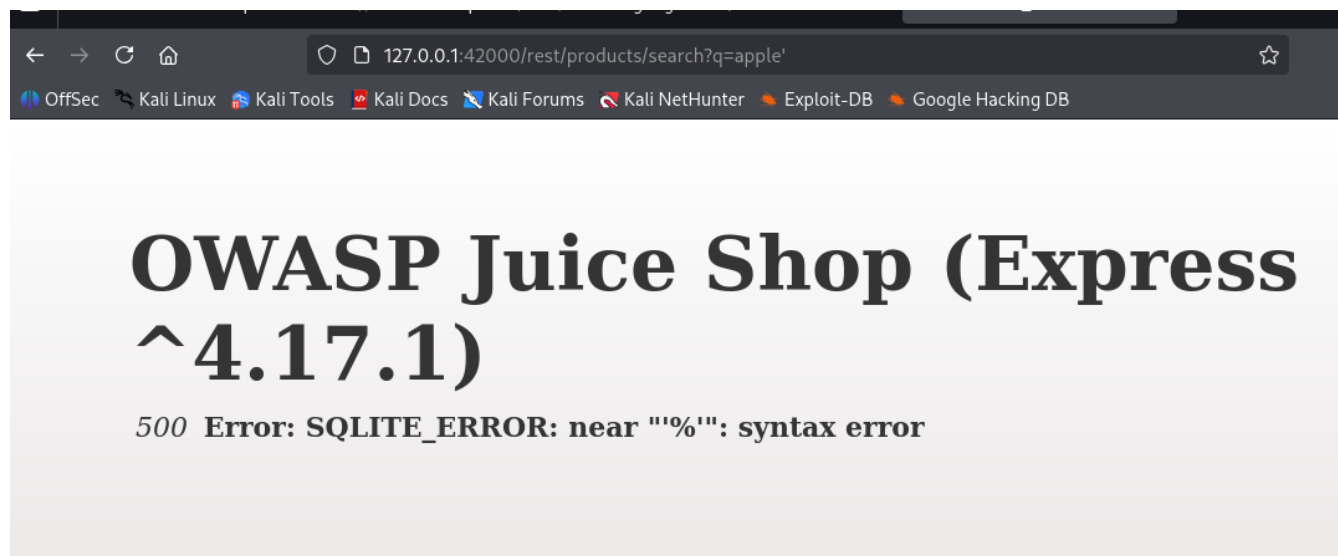 127.0.0.1:42000/rest/products/search?q=apple'
OffSec Kali Linux Kali Tools Kali Docs Kali Forums Kali NetHunter Exploit-DB Google Hacking DB
OWASP Juice Shop (Express
^4.17.1)
500 Error: SQLITE_ERROR: near "'%'": syntax error